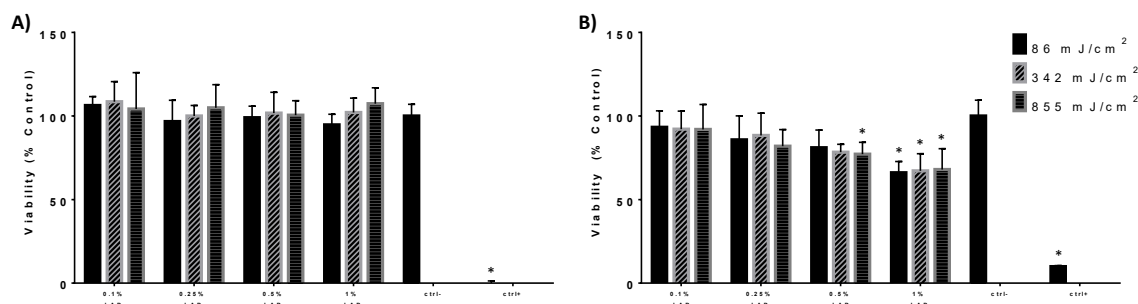 A)
150
100
50
0
Viability (% Control)
*
0.1%
0.25%
0.5%
1%
ctrl-
ctrl+
B)
150
100
50
0
Viability (% Control)
86 mJ/cm2
342 mJ/cm2
855 mJ/cm2
*
* * *
*
0.1%
0.25%
0.5%
1%
ctrl-
ctrl+